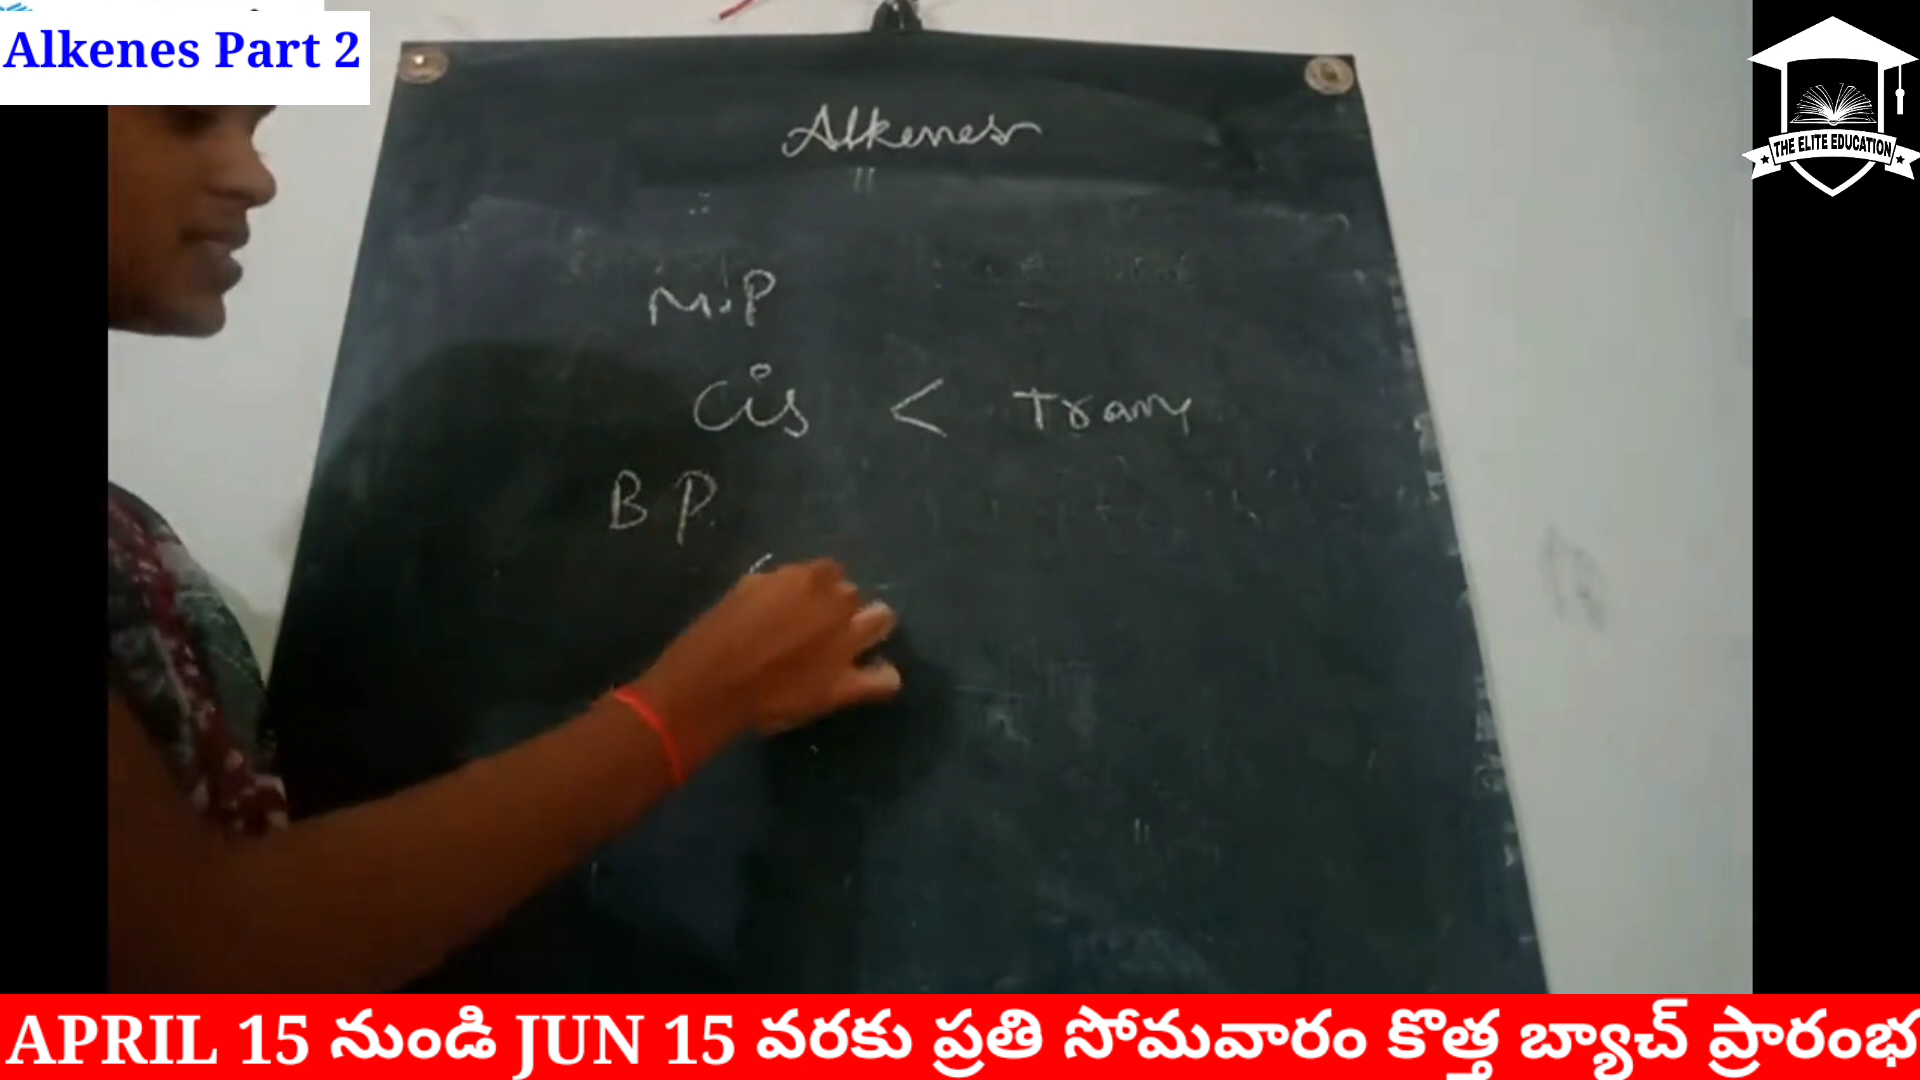 Alkenes Part 2
THE ELITE EDUCATION
Alkenes
M.P
Cis < Trans
B P.
APRIL 15 నుండి JUN 15 వరకు ప్రతి సోమవారం కొత్త బ్యాచ్ ప్రారంభ